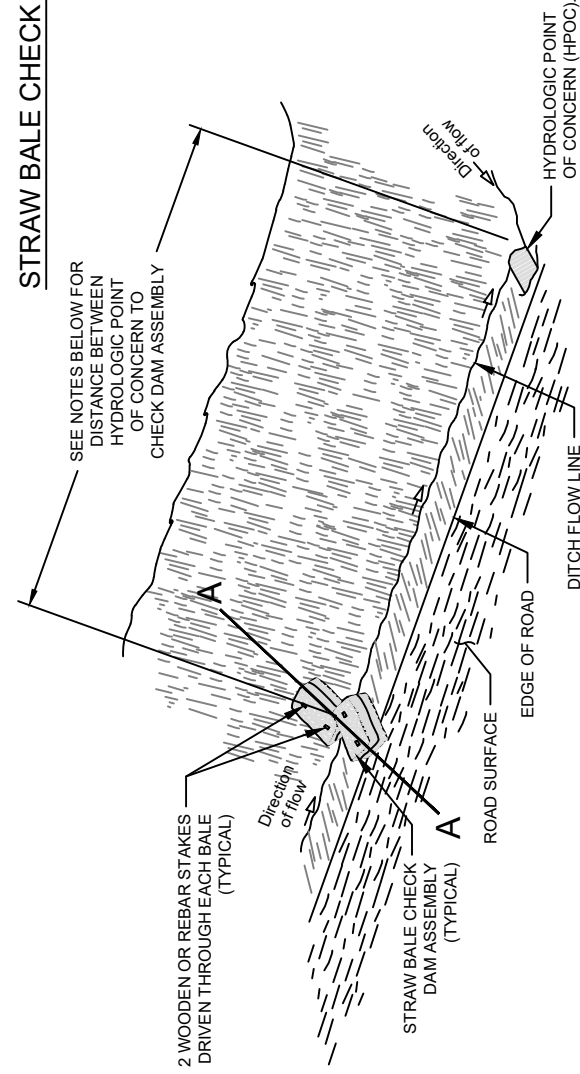 STRAW BALE CHECK
SEE NOTES BELOW FOR
DISTANCE BETWEEN
HYDROLOGIC POINT
OF CONCERN TO
CHECK DAM ASSEMBLY
2 WOODEN OR REBAR STAKES
DRIVEN THROUGH EACH BALE
(TYPICAL)
A
Direction
of flow
Direction
of flow
HYDROLOGIC POINT
OF CONCERN (HPOC).
A
STRAW BALE CHECK
DAM ASSEMBLY
(TYPICAL)
ROAD SURFACE
EDGE OF ROAD
DITCH FLOW LINE